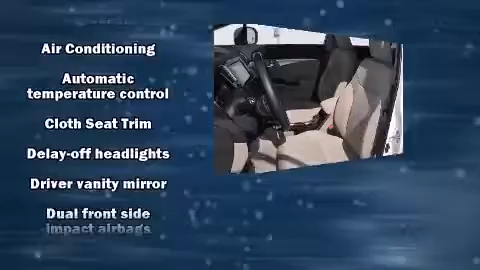 Air Conditioning
Automatic
temperature control
Cloth Seat Trim
Delay-off headlights
Driver vanity mirror
Dual front side
impact airbags